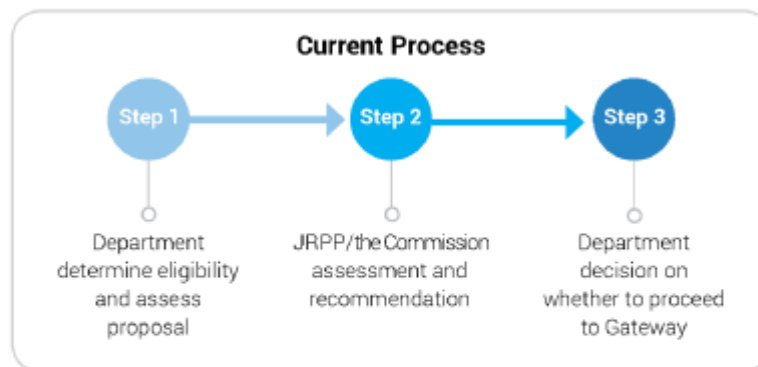 Current Process
Step 1
Step 2
Step 3
Department
determine eligibility
and assess
proposal
JRPP/the Commission
assessment and
recommendation
Department
decision on
whether to proceed
to Gateway